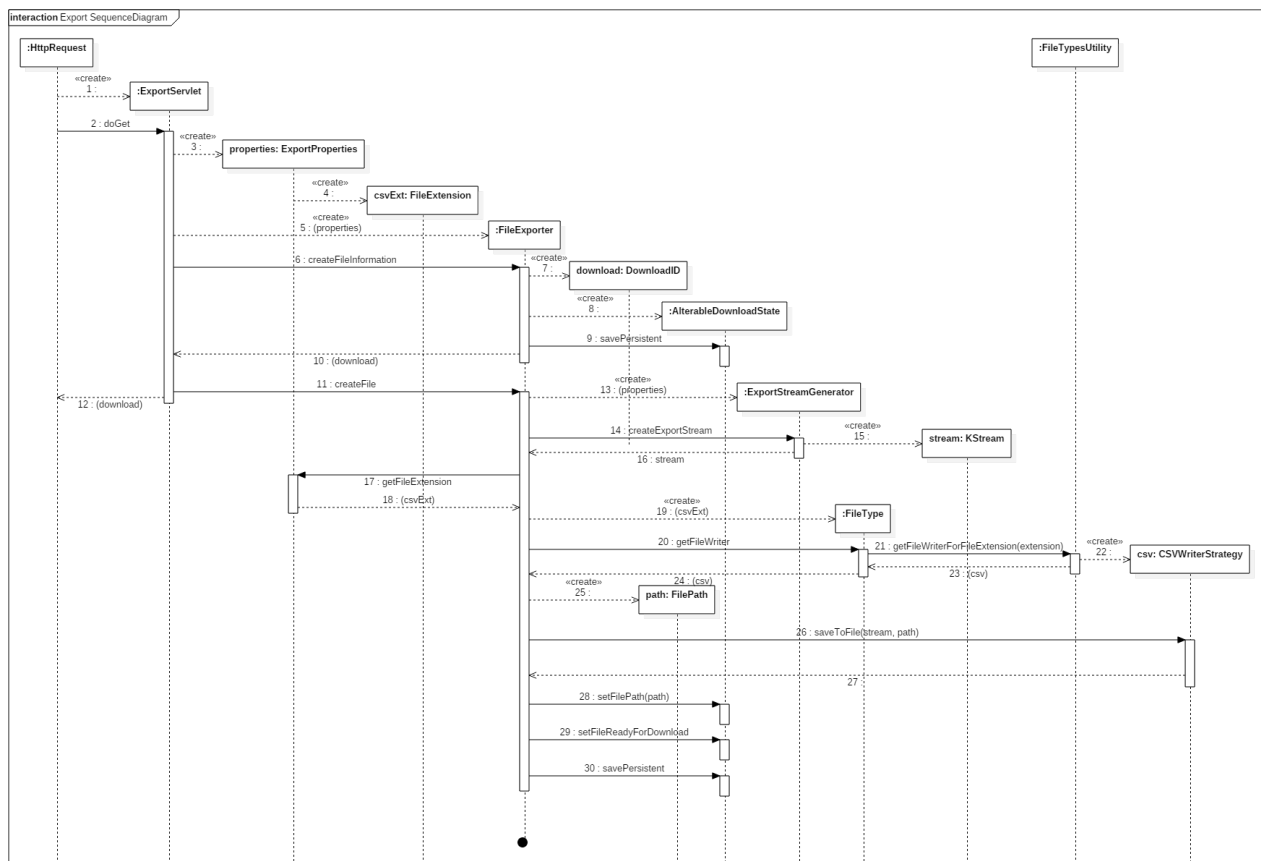 interaction Export SequenceDiagram
:HttpRequest
:FileTypesUtility
«create»
1 :
:ExportServlet
2 : doGet
«create»
3 :
properties: ExportProperties
«create»
4 :
csvExt: FileExtension
«create»
5 : (properties)
:FileExporter
6 : createFileInformation
«create»
7 :
download: DownloadID
«create»
8 :
:AlterableDownloadState
9 : savePersistent
10 : (download)
11 : createFile
12 : (download)
«create»
13 : (properties)
:ExportStreamGenerator
14 : createExportStream
«create»
15 :
stream: KStream
16 : stream
17 : getFileExtension
18 : (csvExt)
«create»
19 : (csvExt)
:FileType
20 : getFileWriter
21 : getFileWriterForFileExtension(extension)
«create»
22 :
csv: CSVWriterStrategy
23 : (csv)
24 : (csv)
«create»
25 :
path: FilePath
26 : saveToFile(stream, path)
27 :
28 : setFilePath(path)
29 : setFileReadyForDownload
30 : savePersistent